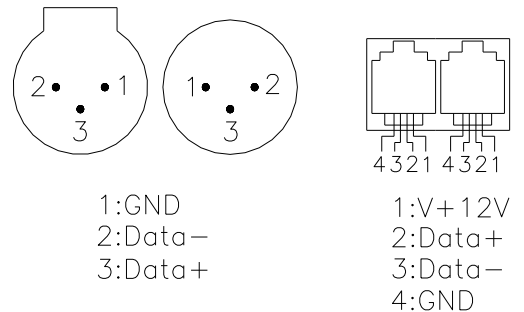 2 1 1 2
3 3
4321 4321
1:GND
2:Data-
3:Data+
1:V+12V
2:Data+
3:Data-
4:GND